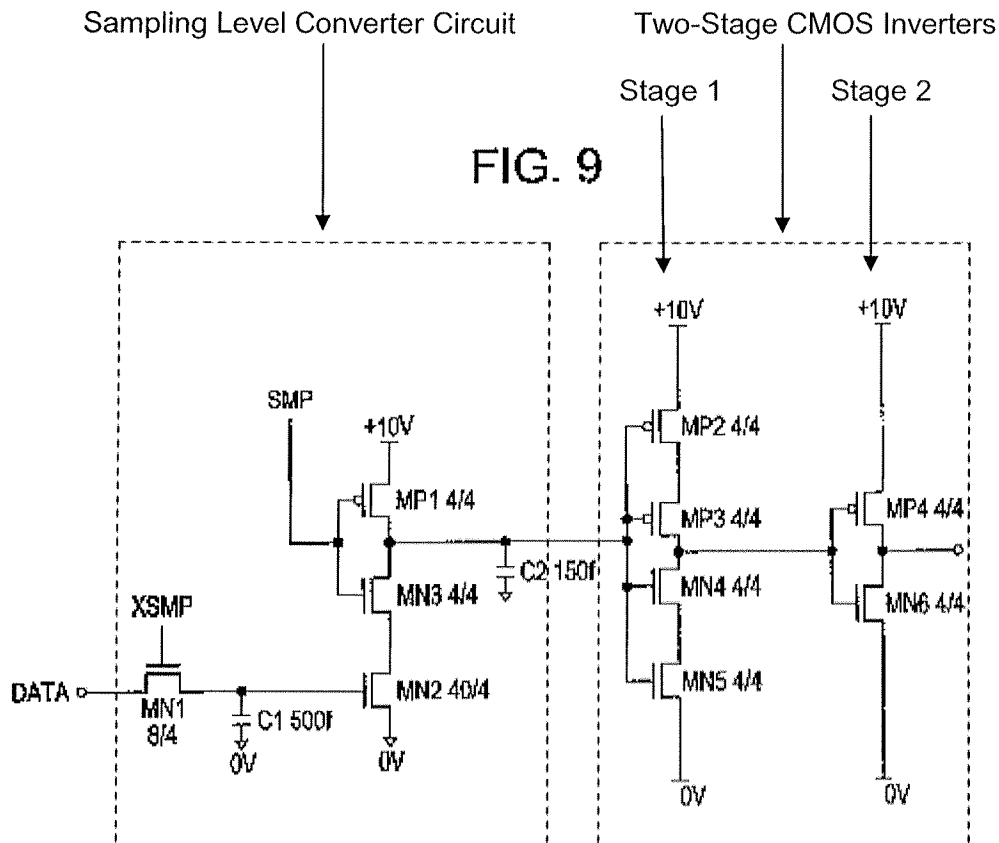 Sampling Level Converter Circuit
Two-Stage CMOS Inverters
Stage 1
Stage 2
FIG. 9
+10V
+10V
SMP
+10V
MP2 4/4
MP1 4/4
MP3 4/4
MP4 4/4
C2 150f
MN3 4/4
MN4 4/4
MN6 4/4
XSMP
DATA
MN1
8/4
C1 500f
MN2 40/4
MN5 4/4
0V
0V
0V
0V